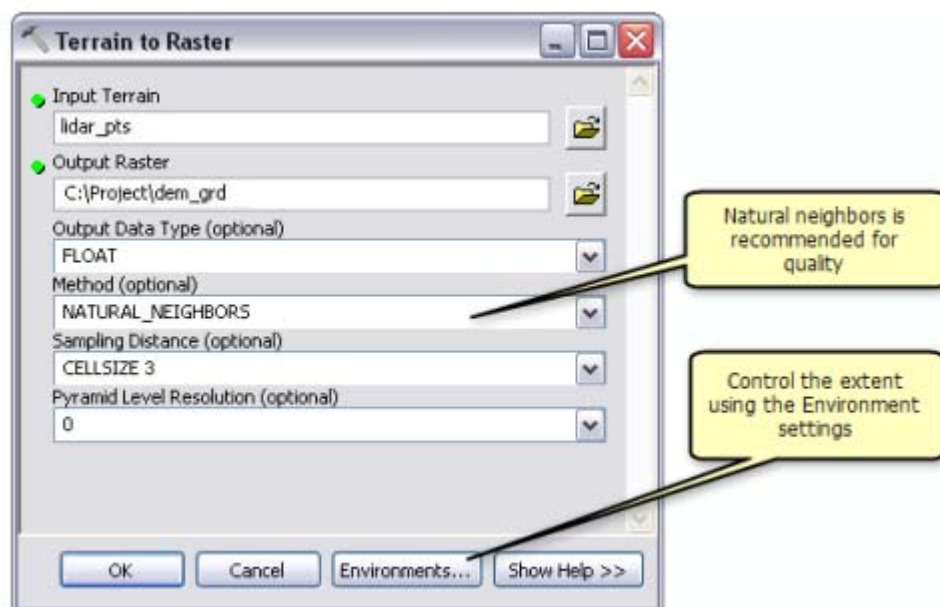 Terrain to Raster
Input Terrain
lidar_pts
Output Raster
C:\Project\dem_grd
Output Data Type (optional)
FLOAT
Method (optional)
NATURAL_NEIGHBORS
Sampling Distance (optional)
CELLSIZE 3
Pyramid Level Resolution (optional)
0
OK
Cancel
Environments...
Show Help >>
Natural neighbors is
recommended for
quality
Control the extent
using the Environment
settings